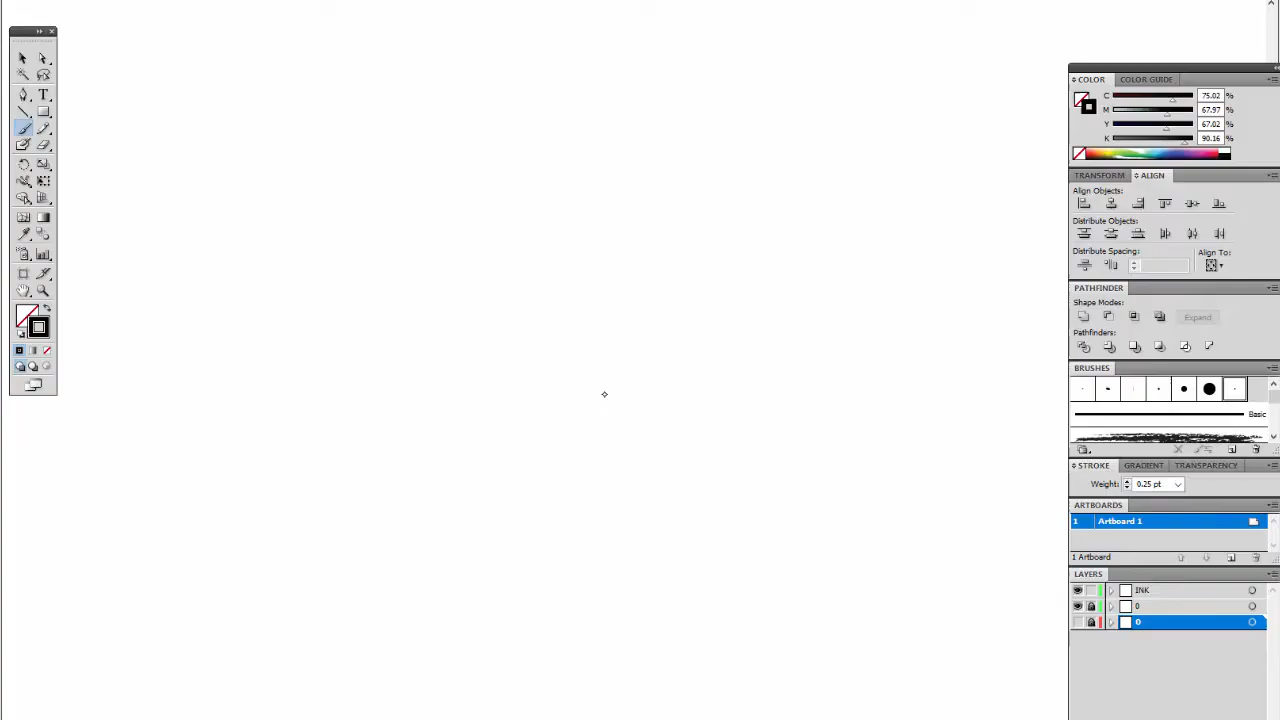 COLOR COLOR GUIDE
C 75.02 %
M 67.97 %
Y 67.02 %
K 90.16 %
TRANSFORM ALIGN
Align Objects:
Distribute Objects:
Distribute Spacing: Align To:
PATHFINDER
Shape Modes:
Expand
Pathfinders:
BRUSHES
Basic
STROKE GRADIENT TRANSPARENCY
Weight: 0.25 pt
ARTBOARDS
1 Artboard 1
1 Artboard
LAYERS
INK
0
0